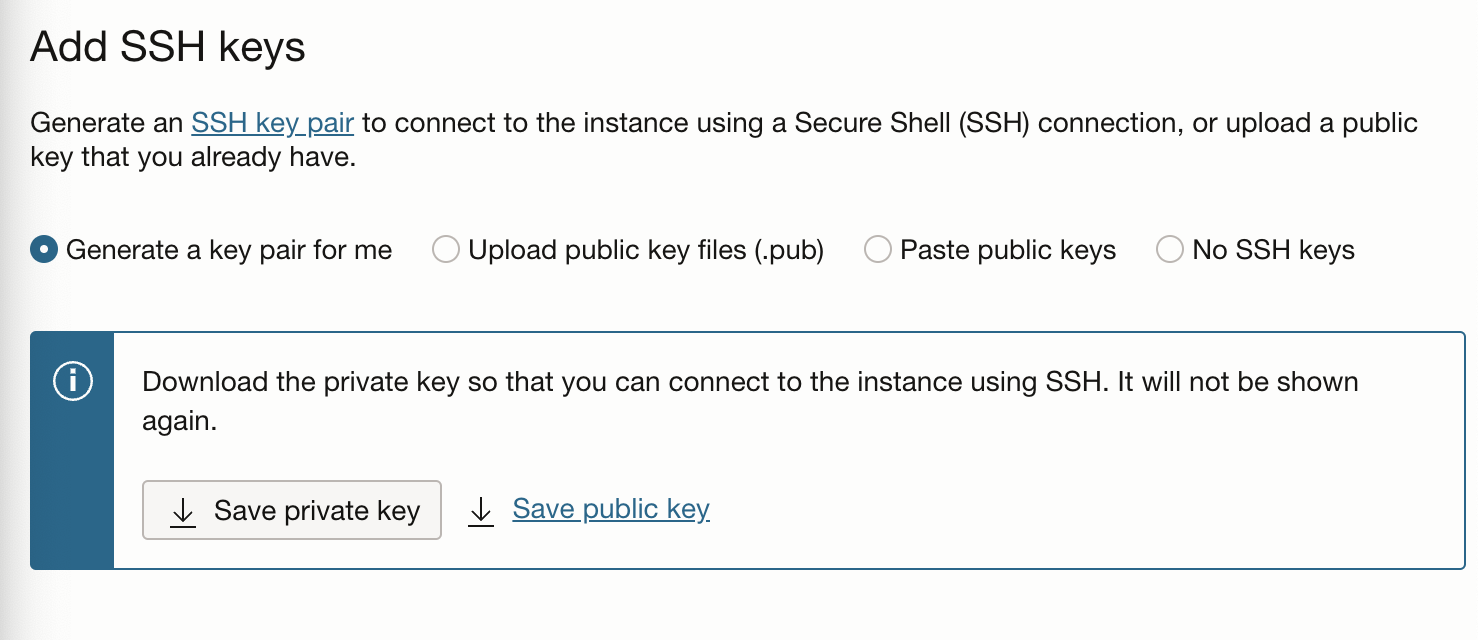 Add SSH keys
Generate an SSH key pair to connect to the instance using a Secure Shell (SSH) connection, or upload a public
key that you already have.
Generate a key pair for me Upload public key files (.pub) Paste public keys No SSH keys
Download the private key so that you can connect to the instance using SSH. It will not be shown
again.
Save private key Save public key